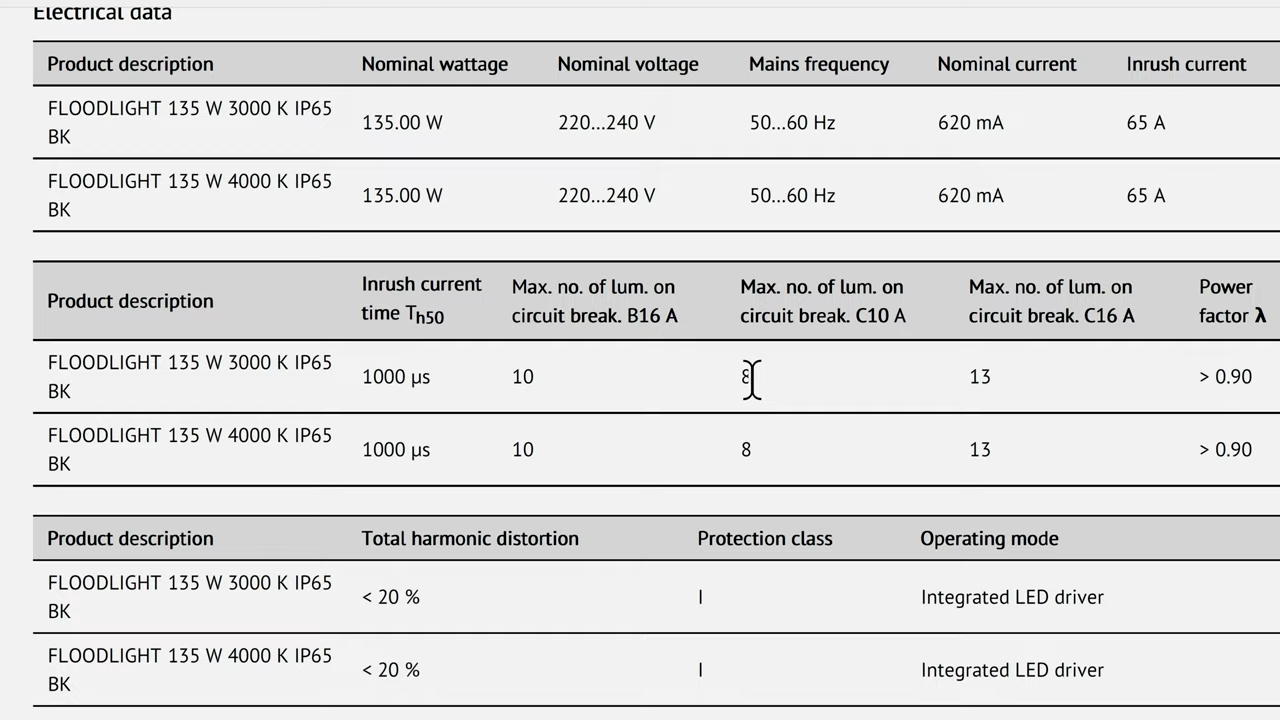 Electrical data
Product description Nominal wattage Nominal voltage Mains frequency Nominal current Inrush current
FLOODLIGHT 135 W 3000 K IP65 BK 135.00 W 220...240 V 50...60 Hz 620 mA 65 A
FLOODLIGHT 135 W 4000 K IP65 BK 135.00 W 220...240 V 50...60 Hz 620 mA 65 A
Product description Inrush current time Th50 Max. no. of lum. on circuit break. B16 A Max. no. of lum. on circuit break. C10 A Max. no. of lum. on circuit break. C16 A Power factor λ
FLOODLIGHT 135 W 3000 K IP65 BK 1000 µs 10 8 13 > 0.90
FLOODLIGHT 135 W 4000 K IP65 BK 1000 µs 10 8 13 > 0.90
Product description Total harmonic distortion Protection class Operating mode
FLOODLIGHT 135 W 3000 K IP65 BK < 20 % I Integrated LED driver
FLOODLIGHT 135 W 4000 K IP65 BK < 20 % I Integrated LED driver